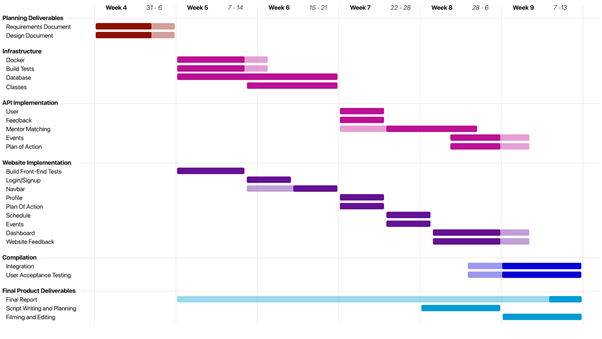 Week 4 31 - 6 Week 5 7 - 14 Week 6 15 - 21 Week 7 22 - 28 Week 8 28 - 6 Week 9 7 -13
Planning Deliverables
Requirements Document
Design Document
Infrastructure
Docker
Build Tests
Database
Classes
API Implementation
User
Feedback
Mentor Matching
Events
Plan of Action
Website Implementation
Build Front-End Tests
Login/Signup
Navbar
Profile
Plan Of Action
Schedule
Events
Dashboard
Website Feedback
Compilation
Integration
User Acceptance Testing
Final Product Deliverables
Final Report
Script Writing and Planning
Filming and Editing